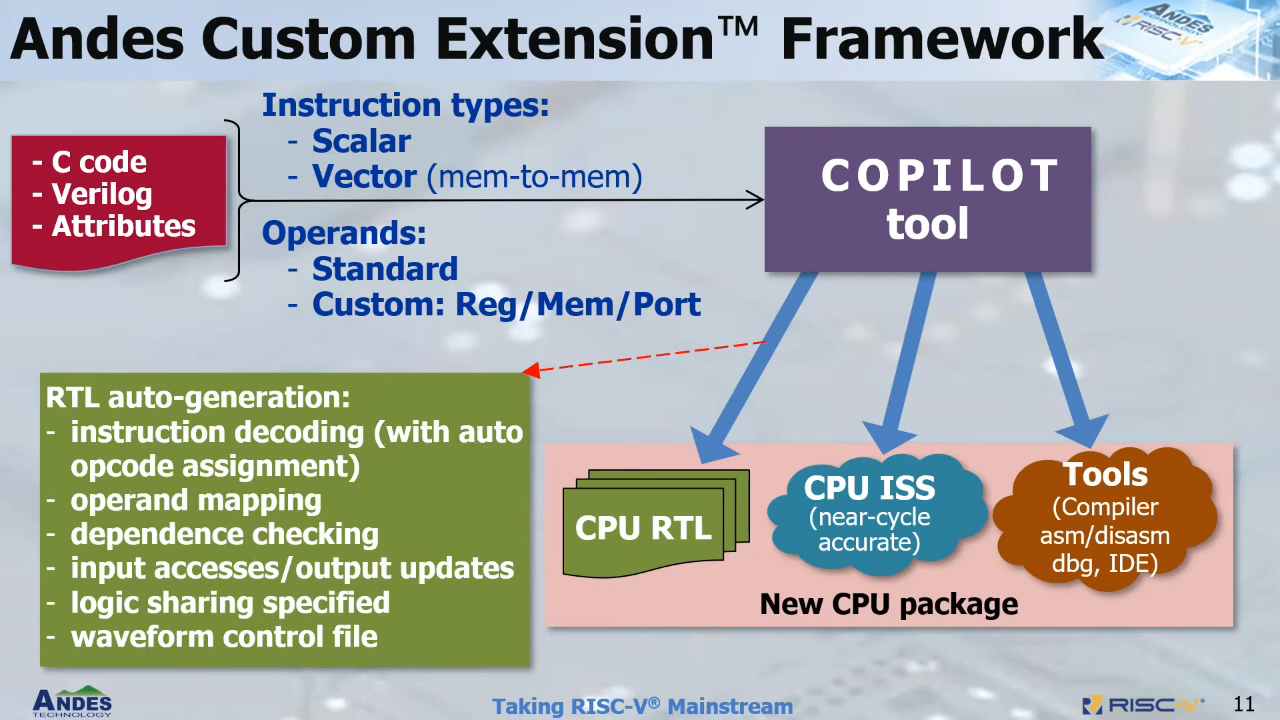 Andes Custom Extension™ Framework
ANDES
RISC-V
Instruction types:
- Scalar
- Vector (mem-to-mem)
- C code
- Verilog
- Attributes
Operands:
- Standard
- Custom: Reg/Mem/Port
COPILOT
tool
RTL auto-generation:
- instruction decoding (with auto
opcode assignment)
- operand mapping
- dependence checking
- input accesses/output updates
- logic sharing specified
- waveform control file
CPU RTL
CPU ISS
(near-cycle
accurate)
Tools
(Compiler
asm/disasm
dbg, IDE)
New CPU package
ANDES
TECHNOLOGY
Taking RISC-V® Mainstream
RISC-V
11